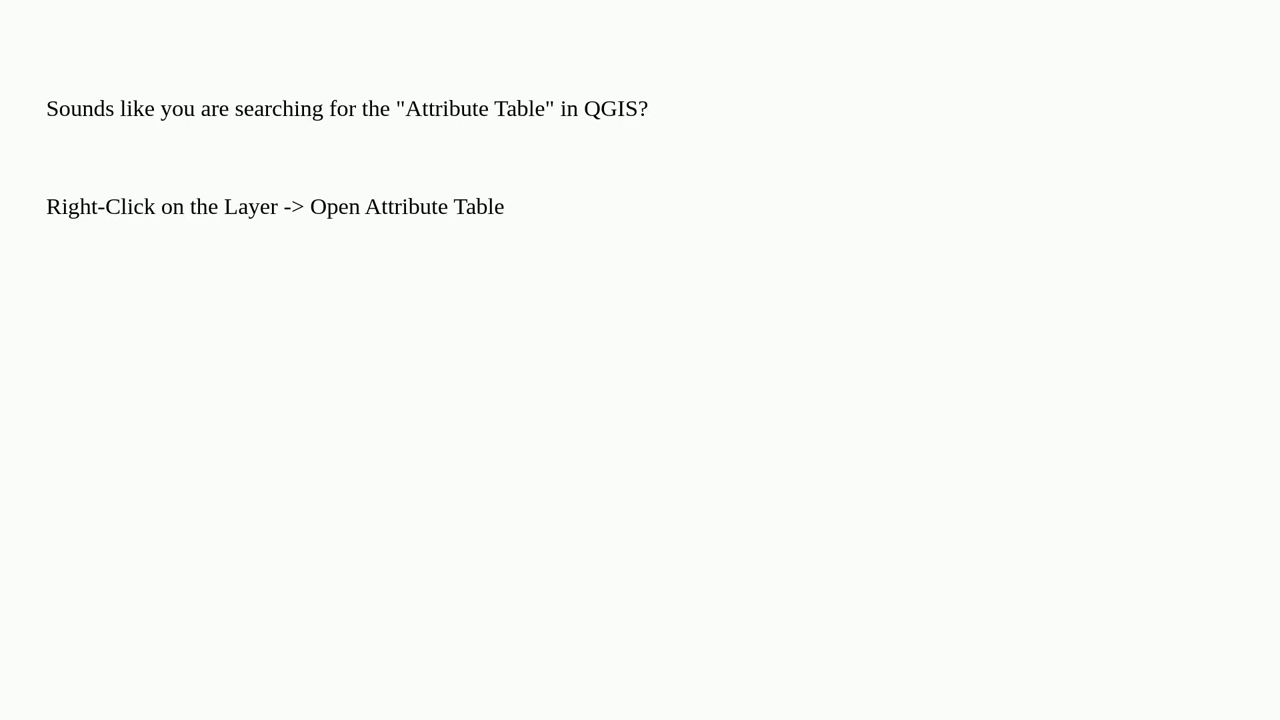 Sounds like you are searching for the "Attribute Table" in QGIS?
Right-Click on the Layer -> Open Attribute Table